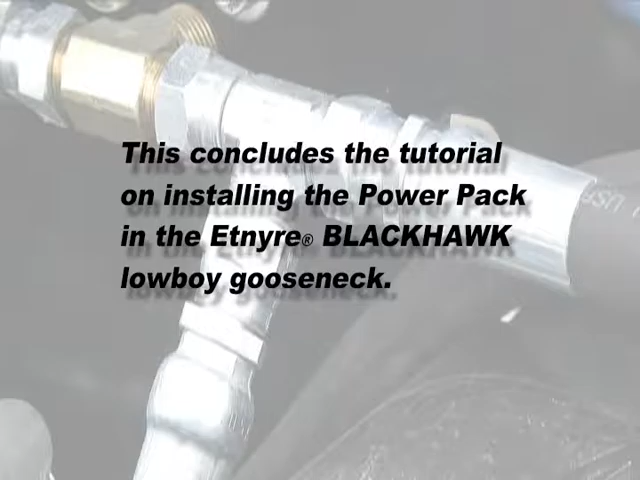 This concludes the tutorial
on installing the Power Pack
in the Etnyre® BLACKHAWK
lowboy gooseneck.